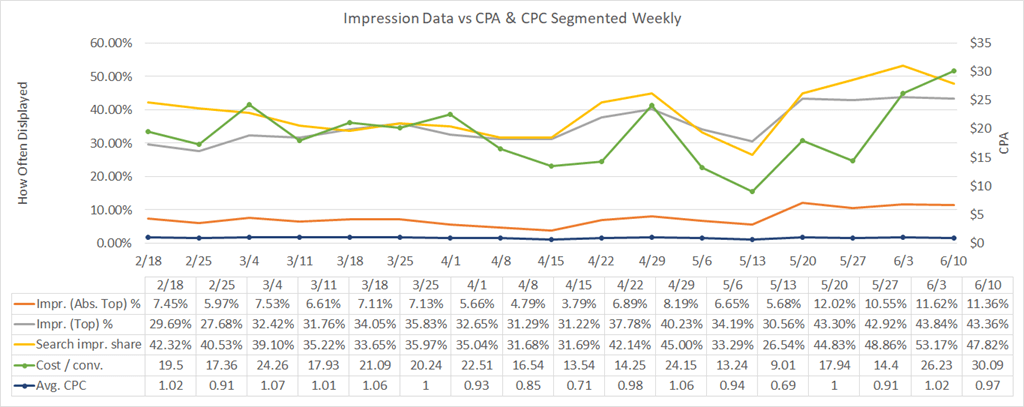 Impression Data vs CPA & CPC Segmented Weekly
60.00% $35
50.00% $30
40.00% $25
30.00% $20
20.00% $15
10.00% $10
0.00% $5
$0
How Often Dislpayed
CPA
2/18 2/25 3/4 3/11 3/18 3/25 4/1 4/8 4/15 4/22 4/29 5/6 5/13 5/20 5/27 6/3 6/10
2/18 2/25 3/4 3/11 3/18 3/25 4/1 4/8 4/15 4/22 4/29 5/6 5/13 5/20 5/27 6/3 6/10
Impr. (Abs. Top) % 7.45% 5.97% 7.53% 6.61% 7.11% 7.13% 5.66% 4.79% 3.79% 6.89% 8.19% 6.65% 5.68% 12.02% 10.55% 11.62% 11.36%
Impr. (Top) % 29.69% 27.68% 32.42% 31.76% 34.05% 35.83% 32.65% 31.29% 31.22% 37.78% 40.23% 34.19% 30.56% 43.30% 42.92% 43.84% 43.36%
Search impr. share 42.32% 40.53% 39.10% 35.22% 33.65% 35.97% 35.04% 31.68% 31.69% 42.14% 45.00% 33.29% 26.54% 44.83% 48.86% 53.17% 47.82%
Cost / conv. 19.5 17.36 24.26 17.93 21.09 20.24 22.51 16.54 13.54 14.25 24.15 13.24 9.01 17.94 14.4 26.23 30.09
Avg. CPC 1.02 0.91 1.07 1.01 1.06 1 0.93 0.85 0.71 0.98 1.06 0.94 0.69 1 0.91 1.02 0.97